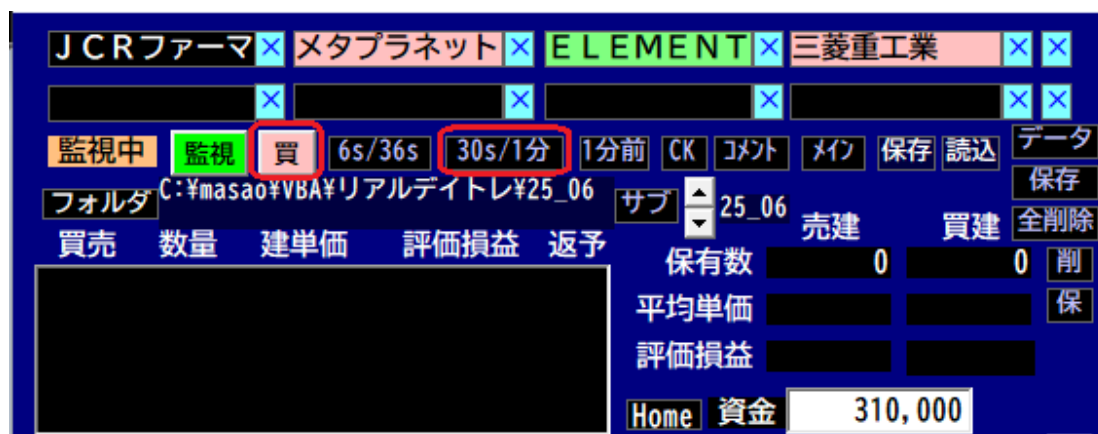 JCRファーマ × メタプラネット × ELEMENT × 三菱重工業 × ×
× × × × ×
監視中 監視 買 6s/36s 30s/1分 1分前 CK ｺﾒﾝﾄ ﾒｲﾝ 保存 読込 データ
フォルダ C:¥masao¥VBA¥リアルデイトレ¥25_06 サブ 25_06 保存
買売 数量 建単価 評価損益 返予 売建 買建 全削除
保有数 0 0 削
平均単価 保
評価損益
Home 資金 310,000